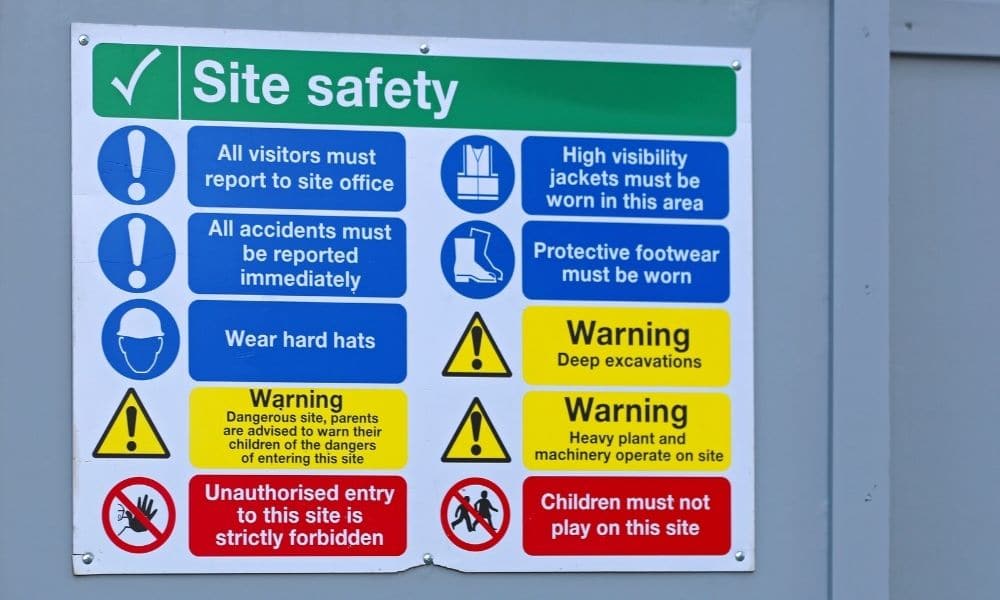 Site safety
All visitors must
report to site office
All accidents must
be reported
immediately
Wear hard hats
Warning
Dangerous site, parents
are advised to warn their
children of the dangers
of entering this site
Unauthorised entry
to this site is
strictly forbidden
High visibility
jackets must be
worn in this area
Protective footwear
must be worn
Warning
Deep excavations
Warning
Heavy plant and
machinery operate on site
Children must not
play on this site